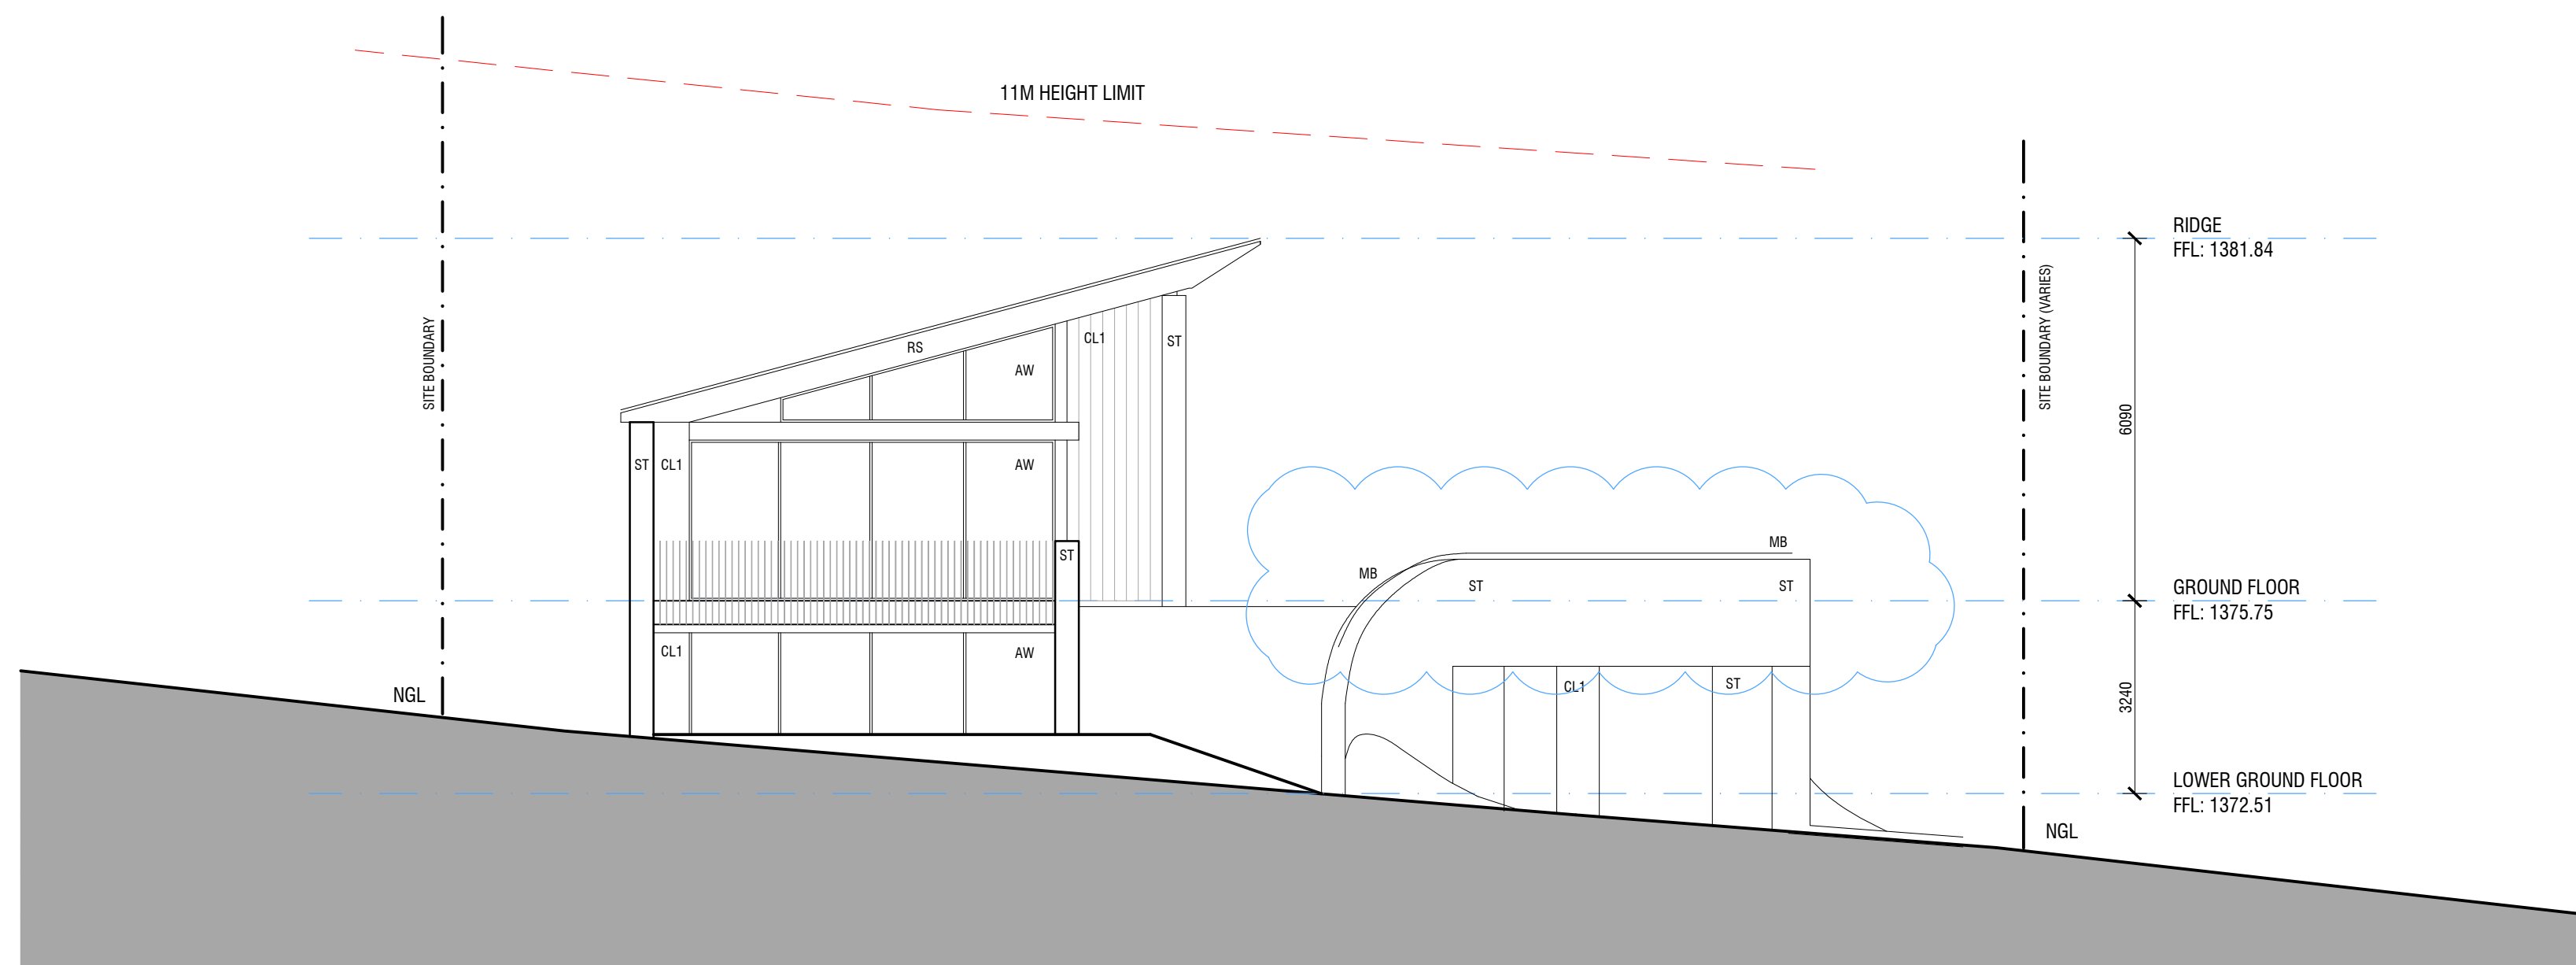 11M HEIGHT LIMIT
RIDGE
FFL: 1381.84
SITE BOUNDARY
SITE BOUNDARY (VARIES)
CL1
ST
RS
AW
6090
ST
CL1
AW
MB
ST
MB
ST
ST
GROUND FLOOR
FFL: 1375.75
CL1
AW
CL1
ST
NGL
3240
LOWER GROUND FLOOR
FFL: 1372.51
NGL